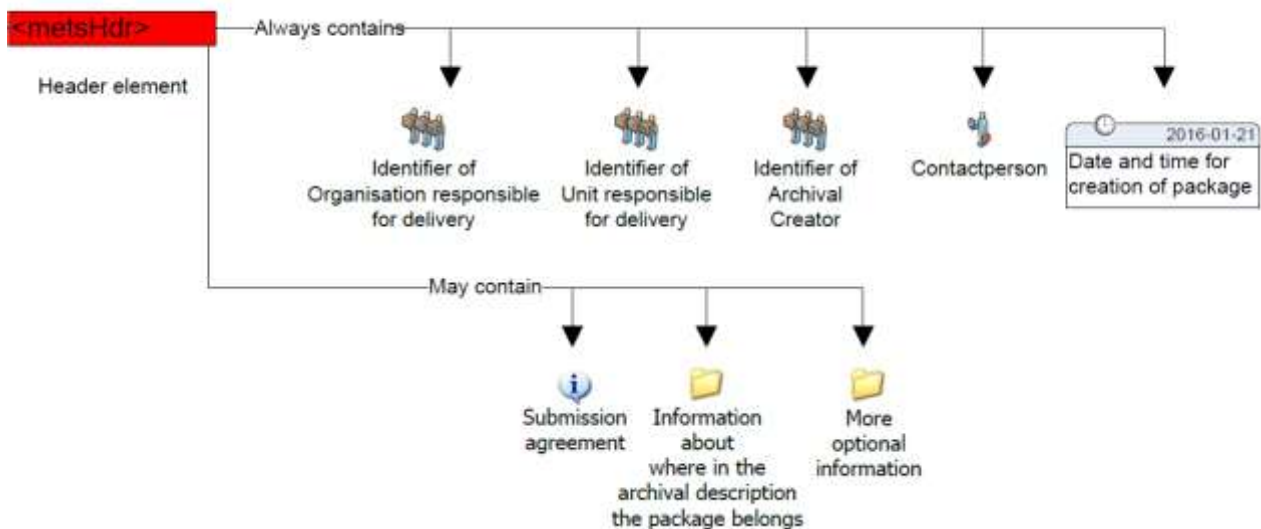 <metsHdr>
Always contains
Header element
Identifier of
Organisation responsible
for delivery
Identifier of
Unit responsible
for delivery
Identifier of
Archival
Creator
Contactperson
2016-01-21
Date and time for
creation of package
May contain
Submission
agreement
Information
about
where in the
archival description
the package belongs
More
optional
information